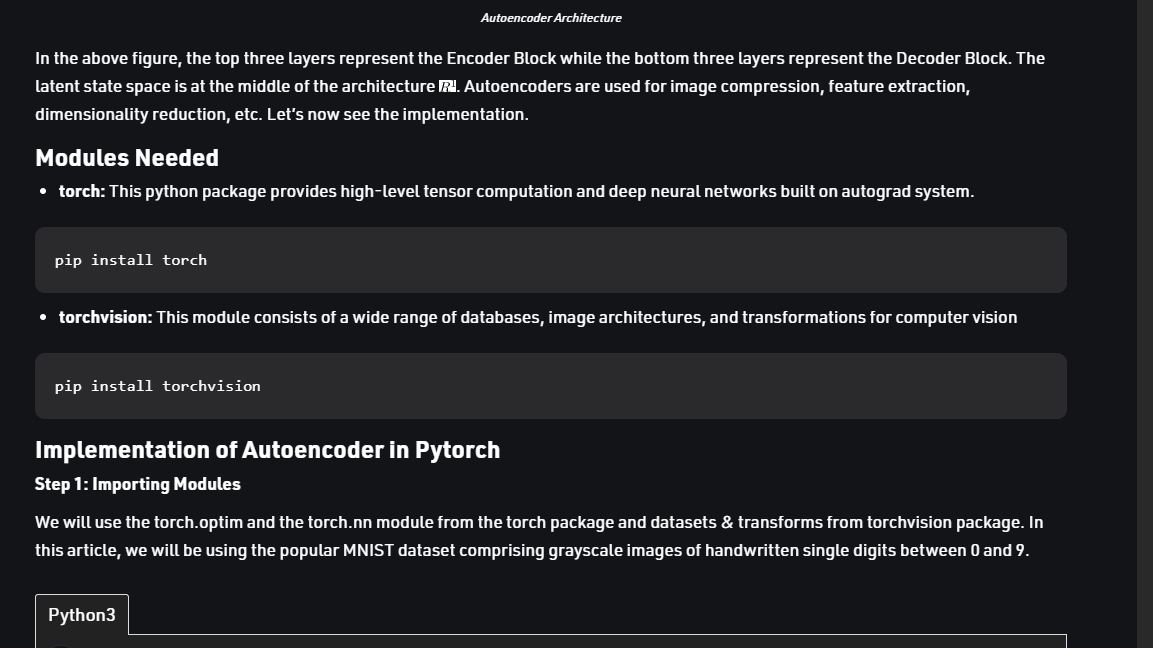 Autoencoder Architecture
In the above figure, the top three layers represent the Encoder Block while the bottom three layers represent the Decoder Block. The
latent state space is at the middle of the architecture . Autoencoders are used for image compression, feature extraction,
dimensionality reduction, etc. Let’s now see the implementation.
Modules Needed
• torch: This python package provides high-level tensor computation and deep neural networks built on autograd system.
pip install torch
• torchvision: This module consists of a wide range of databases, image architectures, and transformations for computer vision
pip install torchvision
Implementation of Autoencoder in Pytorch
Step 1: Importing Modules
We will use the torch.optim and the torch.nn module from the torch package and datasets & transforms from torchvision package. In
this article, we will be using the popular MNIST dataset comprising grayscale images of handwritten single digits between 0 and 9.
Python3